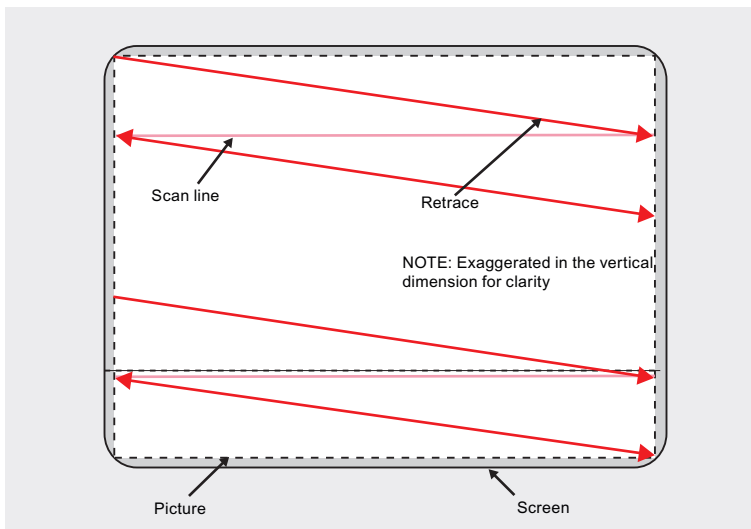 Scan line
Retrace
NOTE: Exaggerated in the vertical
dimension for clarity
Picture
Screen